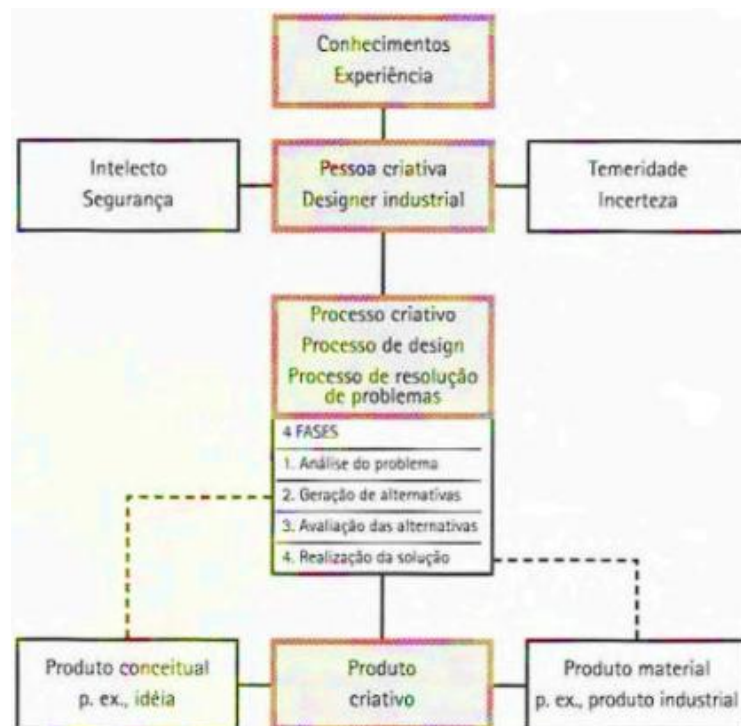 Conhecimentos
Experiência
Intelecto
Segurança
Pessoa criativa
Designer industrial
Temeridade
Incerteza
Processo criativo
Processo de design
Processo de resolução
de problemas
4 FASES
1. Análise do problema
2. Geração de alternativas
3. Avaliação das alternativas
4. Realização da solução
Produto conceitual
p. ex., idéia
Produto
criativo
Produto material
p. ex., produto industrial